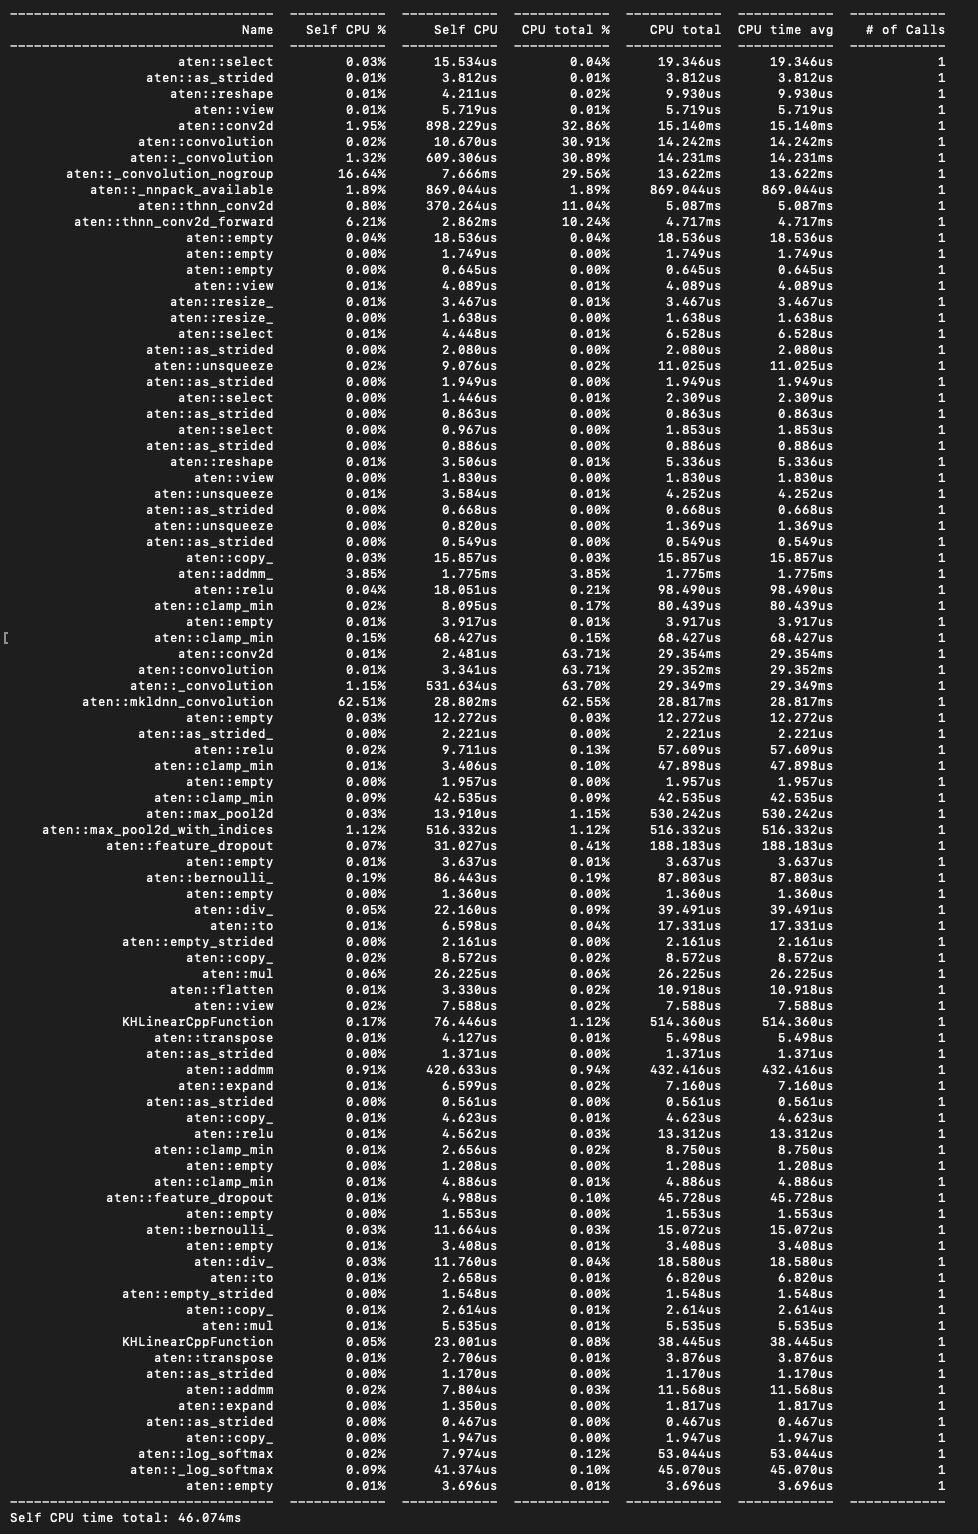 ---------------------------------  ------------  ------------  ------------  ------------  ------------  ------------
Name  Self CPU %  Self CPU  CPU total %  CPU total  CPU time avg  # of Calls
---------------------------------  ------------  ------------  ------------  ------------  ------------  ------------
aten::select  0.03%  15.534us  0.04%  19.346us  19.346us  1
aten::as_strided  0.01%  3.812us  0.01%  3.812us  3.812us  1
aten::reshape  0.01%  4.211us  0.02%  9.930us  9.930us  1
aten::view  0.01%  5.719us  0.01%  5.719us  5.719us  1
aten::conv2d  1.95%  898.229us  32.86%  15.140ms  15.140ms  1
aten::convolution  0.02%  10.670us  30.91%  14.242ms  14.242ms  1
aten::_convolution  1.32%  609.306us  30.89%  14.231ms  14.231ms  1
aten::_convolution_nogroup  16.64%  7.666ms  29.56%  13.622ms  13.622ms  1
aten::_nnpack_available  1.89%  869.044us  1.89%  869.044us  869.044us  1
aten::thnn_conv2d  0.80%  370.264us  11.04%  5.087ms  5.087ms  1
aten::thnn_conv2d_forward  6.21%  2.862ms  10.24%  4.717ms  4.717ms  1
aten::empty  0.04%  18.536us  0.04%  18.536us  18.536us  1
aten::empty  0.00%  1.749us  0.00%  1.749us  1.749us  1
aten::empty  0.00%  0.645us  0.00%  0.645us  0.645us  1
aten::view  0.01%  4.089us  0.01%  4.089us  4.089us  1
aten::resize_  0.01%  3.467us  0.01%  3.467us  3.467us  1
aten::resize_  0.00%  1.638us  0.00%  1.638us  1.638us  1
aten::select  0.01%  4.448us  0.01%  6.528us  6.528us  1
aten::as_strided  0.00%  2.080us  0.00%  2.080us  2.080us  1
aten::unsqueeze  0.02%  9.076us  0.02%  11.025us  11.025us  1
aten::as_strided  0.00%  1.949us  0.00%  1.949us  1.949us  1
aten::select  0.00%  1.446us  0.01%  2.309us  2.309us  1
aten::as_strided  0.00%  0.863us  0.00%  0.863us  0.863us  1
aten::select  0.00%  0.967us  0.00%  1.853us  1.853us  1
aten::as_strided  0.00%  0.886us  0.00%  0.886us  0.886us  1
aten::reshape  0.01%  3.506us  0.01%  5.336us  5.336us  1
aten::view  0.00%  1.830us  0.00%  1.830us  1.830us  1
aten::unsqueeze  0.01%  3.584us  0.01%  4.252us  4.252us  1
aten::as_strided  0.00%  0.668us  0.00%  0.668us  0.668us  1
aten::unsqueeze  0.00%  0.820us  0.00%  1.369us  1.369us  1
aten::as_strided  0.00%  0.549us  0.00%  0.549us  0.549us  1
aten::copy_  0.03%  15.857us  0.03%  15.857us  15.857us  1
aten::addmm_  3.85%  1.775ms  3.85%  1.775ms  1.775ms  1
aten::relu  0.04%  18.051us  0.21%  98.490us  98.490us  1
aten::clamp_min  0.02%  8.095us  0.17%  80.439us  80.439us  1
aten::empty  0.01%  3.917us  0.01%  3.917us  3.917us  1
[  aten::clamp_min  0.15%  68.427us  0.15%  68.427us  68.427us  1
aten::conv2d  0.01%  2.481us  63.71%  29.354ms  29.354ms  1
aten::convolution  0.01%  3.341us  63.71%  29.352ms  29.352ms  1
aten::_convolution  1.15%  531.634us  63.70%  29.349ms  29.349ms  1
aten::mkldnn_convolution  62.51%  28.802ms  62.55%  28.817ms  28.817ms  1
aten::empty  0.03%  12.272us  0.03%  12.272us  12.272us  1
aten::as_strided_  0.00%  2.221us  0.00%  2.221us  2.221us  1
aten::relu  0.02%  9.711us  0.13%  57.609us  57.609us  1
aten::clamp_min  0.01%  3.406us  0.10%  47.898us  47.898us  1
aten::empty  0.00%  1.957us  0.00%  1.957us  1.957us  1
aten::clamp_min  0.09%  42.535us  0.09%  42.535us  42.535us  1
aten::max_pool2d  0.03%  13.910us  1.15%  530.242us  530.242us  1
aten::max_pool2d_with_indices  1.12%  516.332us  1.12%  516.332us  516.332us  1
aten::feature_dropout  0.07%  31.027us  0.41%  188.183us  188.183us  1
aten::empty  0.01%  3.637us  0.01%  3.637us  3.637us  1
aten::bernoulli_  0.19%  86.443us  0.19%  87.803us  87.803us  1
aten::empty  0.00%  1.360us  0.00%  1.360us  1.360us  1
aten::div_  0.05%  22.160us  0.09%  39.491us  39.491us  1
aten::to  0.01%  6.598us  0.04%  17.331us  17.331us  1
aten::empty_strided  0.00%  2.161us  0.00%  2.161us  2.161us  1
aten::copy_  0.02%  8.572us  0.02%  8.572us  8.572us  1
aten::mul  0.06%  26.225us  0.06%  26.225us  26.225us  1
aten::flatten  0.01%  3.330us  0.02%  10.918us  10.918us  1
aten::view  0.02%  7.588us  0.02%  7.588us  7.588us  1
KHLinearCppFunction  0.17%  76.446us  1.12%  514.360us  514.360us  1
aten::transpose  0.01%  4.127us  0.01%  5.498us  5.498us  1
aten::as_strided  0.00%  1.371us  0.00%  1.371us  1.371us  1
aten::addmm  0.91%  420.633us  0.94%  432.416us  432.416us  1
aten::expand  0.01%  6.599us  0.02%  7.160us  7.160us  1
aten::as_strided  0.00%  0.561us  0.00%  0.561us  0.561us  1
aten::copy_  0.01%  4.623us  0.01%  4.623us  4.623us  1
aten::relu  0.01%  4.562us  0.03%  13.312us  13.312us  1
aten::clamp_min  0.01%  2.656us  0.02%  8.750us  8.750us  1
aten::empty  0.00%  1.208us  0.00%  1.208us  1.208us  1
aten::clamp_min  0.01%  4.886us  0.01%  4.886us  4.886us  1
aten::feature_dropout  0.01%  4.988us  0.10%  45.728us  45.728us  1
aten::empty  0.00%  1.553us  0.00%  1.553us  1.553us  1
aten::bernoulli_  0.03%  11.664us  0.03%  15.072us  15.072us  1
aten::empty  0.01%  3.408us  0.01%  3.408us  3.408us  1
aten::div_  0.03%  11.760us  0.04%  18.580us  18.580us  1
aten::to  0.01%  2.658us  0.01%  6.820us  6.820us  1
aten::empty_strided  0.00%  1.548us  0.00%  1.548us  1.548us  1
aten::copy_  0.01%  2.614us  0.01%  2.614us  2.614us  1
aten::mul  0.01%  5.535us  0.01%  5.535us  5.535us  1
KHLinearCppFunction  0.05%  23.001us  0.08%  38.445us  38.445us  1
aten::transpose  0.01%  2.706us  0.01%  3.876us  3.876us  1
aten::as_strided  0.00%  1.170us  0.00%  1.170us  1.170us  1
aten::addmm  0.02%  7.804us  0.03%  11.568us  11.568us  1
aten::expand  0.00%  1.350us  0.00%  1.817us  1.817us  1
aten::as_strided  0.00%  0.467us  0.00%  0.467us  0.467us  1
aten::copy_  0.00%  1.947us  0.00%  1.947us  1.947us  1
aten::log_softmax  0.02%  7.974us  0.12%  53.044us  53.044us  1
aten::_log_softmax  0.09%  41.374us  0.10%  45.070us  45.070us  1
aten::empty  0.01%  3.696us  0.01%  3.696us  3.696us  1
---------------------------------  ------------  ------------  ------------  ------------  ------------  ------------
Self CPU time total: 46.074ms